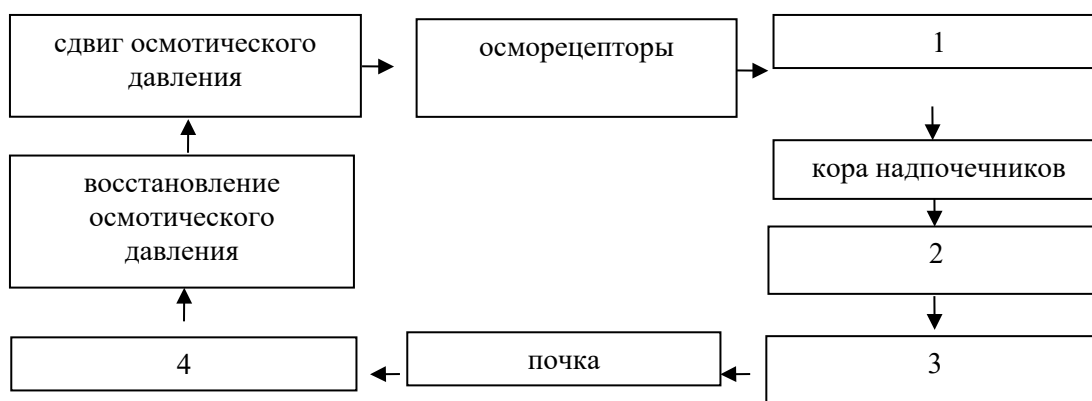 сдвиг осмотического
давления
осморецепторы
1
кора надпочечников
2
3
почка
4
восстановление
осмотического
давления